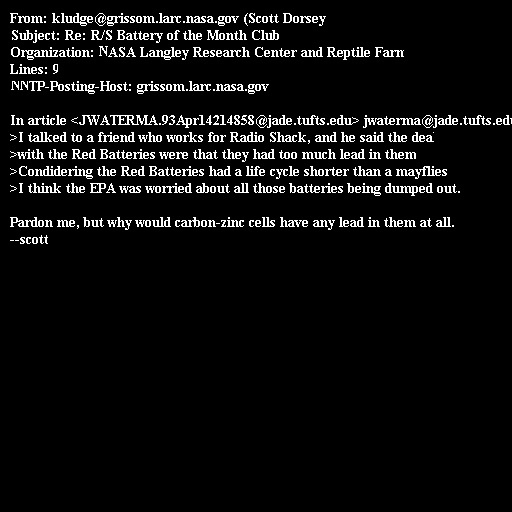 From: kludge@grissom.larc.nasa.gov (Scott Dorsey
Subject: Re: R/S Battery of the Month Club
Organization: NASA Langley Research Center and Reptile Farm
Lines: 9
NNTP-Posting-Host: grissom.larc.nasa.gov

In article <JWATERMA.93Apr14214858@jade.tufts.edu> jwaterma@jade.tufts.edu
>I talked to a friend who works for Radio Shack, and he said the deal
>with the Red Batteries were that they had too much lead in them
>Condidering the Red Batteries had a life cycle shorter than a mayflies
>I think the EPA was worried about all those batteries being dumped out.

Pardon me, but why would carbon-zinc cells have any lead in them at all.
--scott